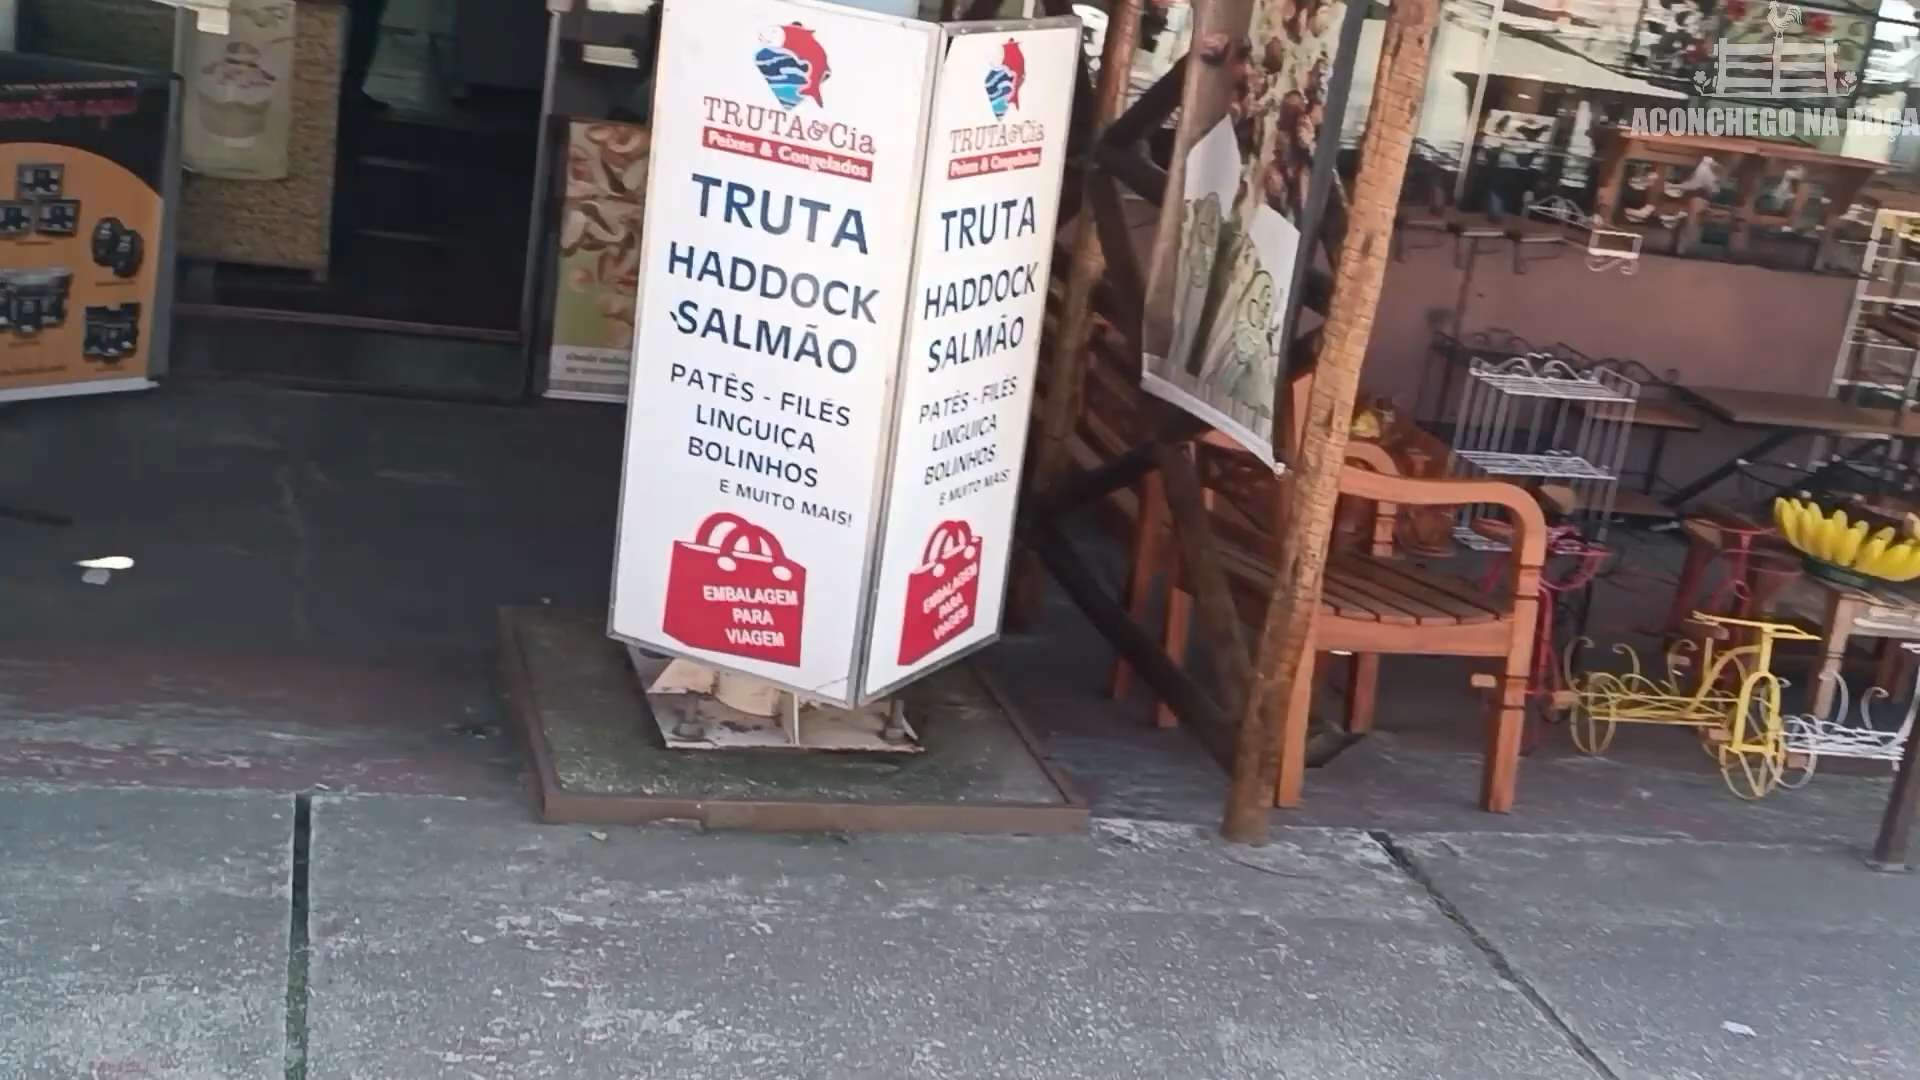 TRUTA&Cia
Peixes & Congelados
TRUTA
HADDOCK
SALMÃO
PATÊS - FILÉS
LINGUIÇA
BOLINHOS
E MUITO MAIS!
EMBALAGEM
PARA
VIAGEM
TRUTA&Cia
Peixes & Congelados
TRUTA
HADDOCK
SALMÃO
PATÊS - FILÉS
LINGUIÇA
BOLINHOS
E MUITO MAIS!
EMBALAGEM
PARA
VIAGEM
ACONCHEGO NA ROÇA